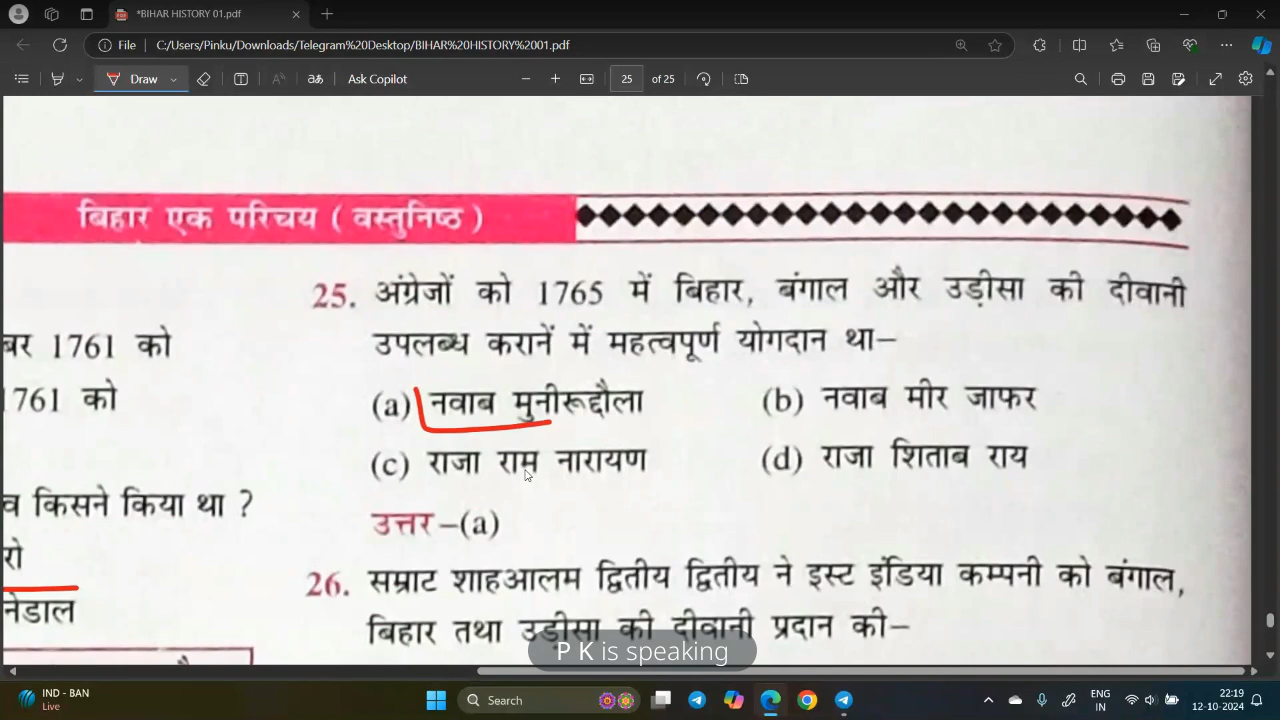 *BIHAR HISTORY 01.pdf
File C:/Users/Pinku/Downloads/Telegram%20Desktop/BIHAR%20HISTORY%2001.pdf
Draw Ask Copilot 25 of 25
बिहार एक परिचय ( वस्तुनिष्ठ )
बर 1761 को
1761 को
व किसने किया था ?
रो
नेडाल
25. अंग्रेजों को 1765 में बिहार, बंगाल और उड़ीसा की दीवानी
उपलब्ध करानें में महत्वपूर्ण योगदान था–
(a) नवाब मुनीरूद्दौला (b) नवाब मीर जाफर
(c) राजा राम नारायण (d) राजा शिताब राय
उत्तर–(a)
26. सम्राट शाहआलम द्वितीय द्वितीय ने इस्ट इंडिया कम्पनी को बंगाल,
बिहार तथा उड़ीसा की दीवानी प्रदान की–
P K is speaking
IND - BAN
Live
Search
ENG
IN
22:19
12-10-2024